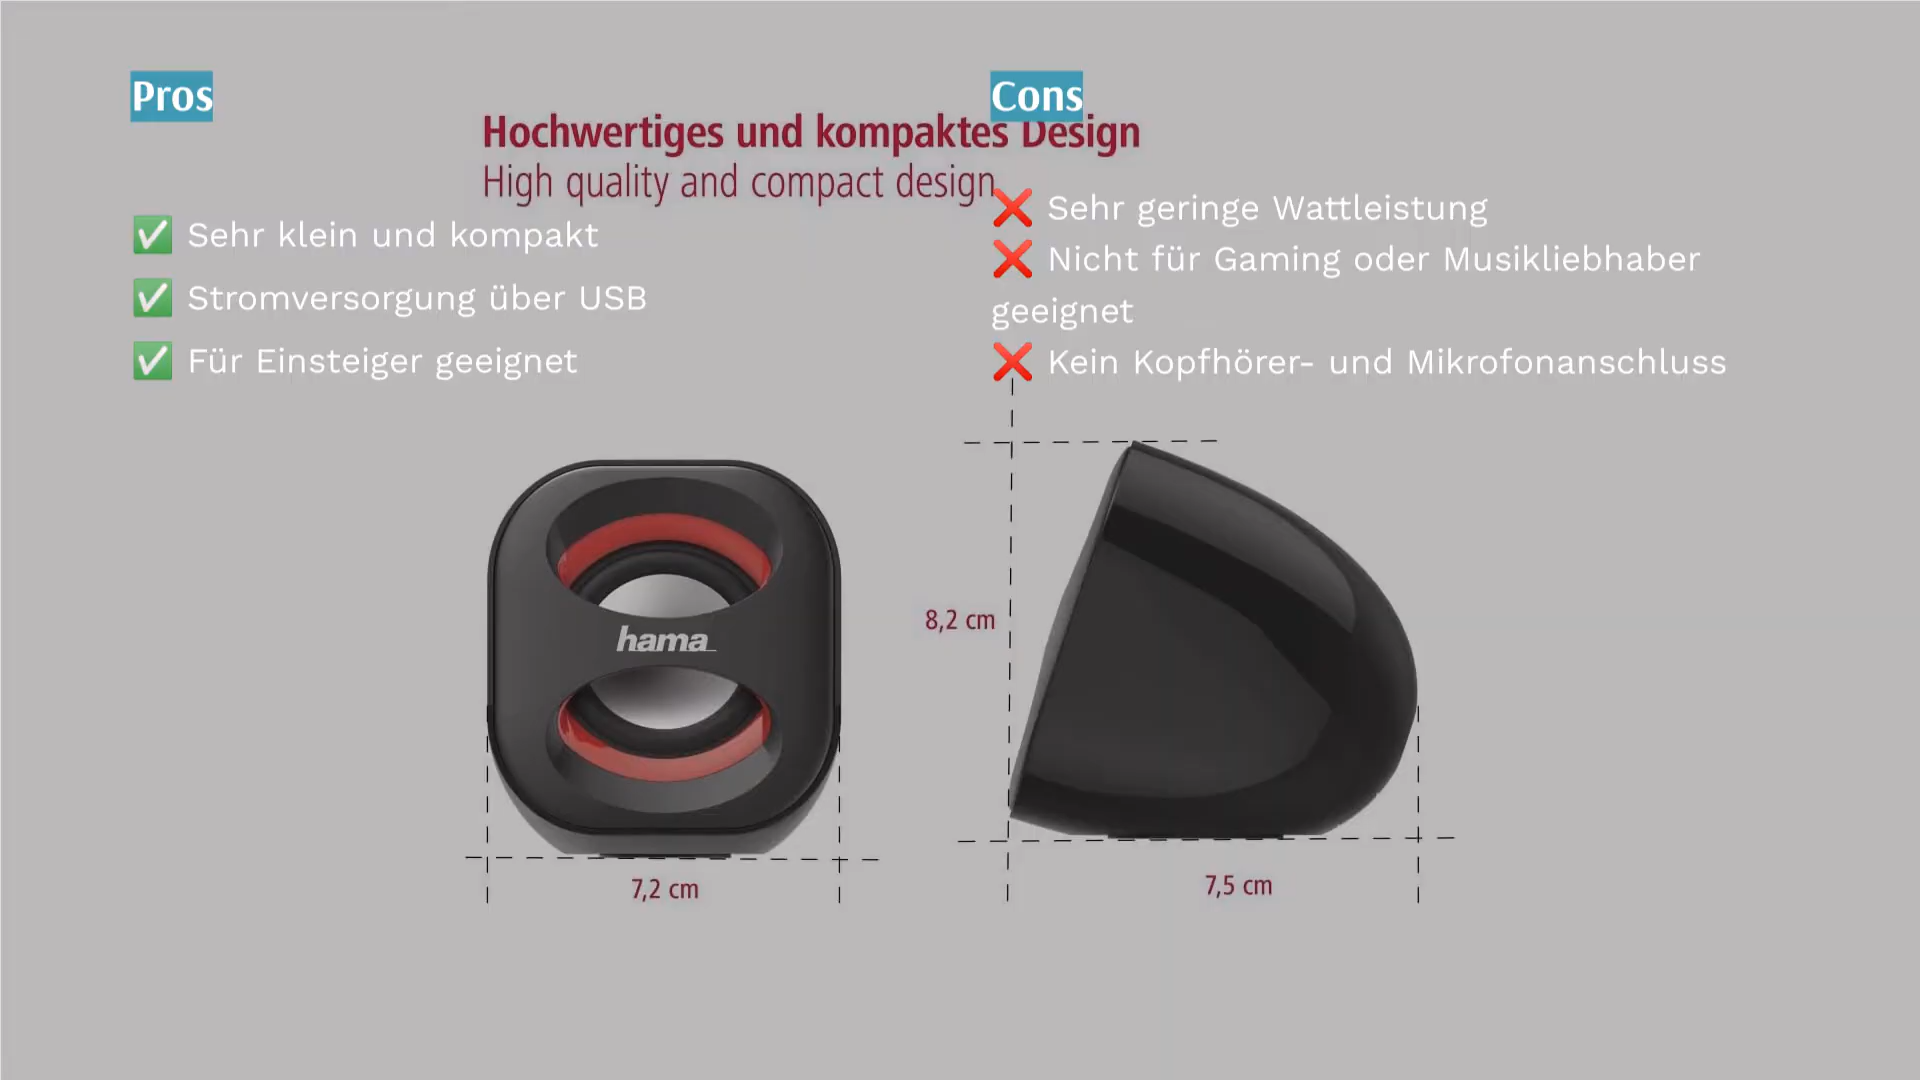 Pros
Cons
Hochwertiges und kompaktes Design
High quality and compact design
✅ Sehr klein und kompakt
✅ Stromversorgung über USB
✅ Für Einsteiger geeignet
❌ Sehr geringe Wattleistung
❌ Nicht für Gaming oder Musikliebhaber
geeignet
❌ Kein Kopfhörer- und Mikrofonanschluss
hama
8,2 cm
7,2 cm
7,5 cm